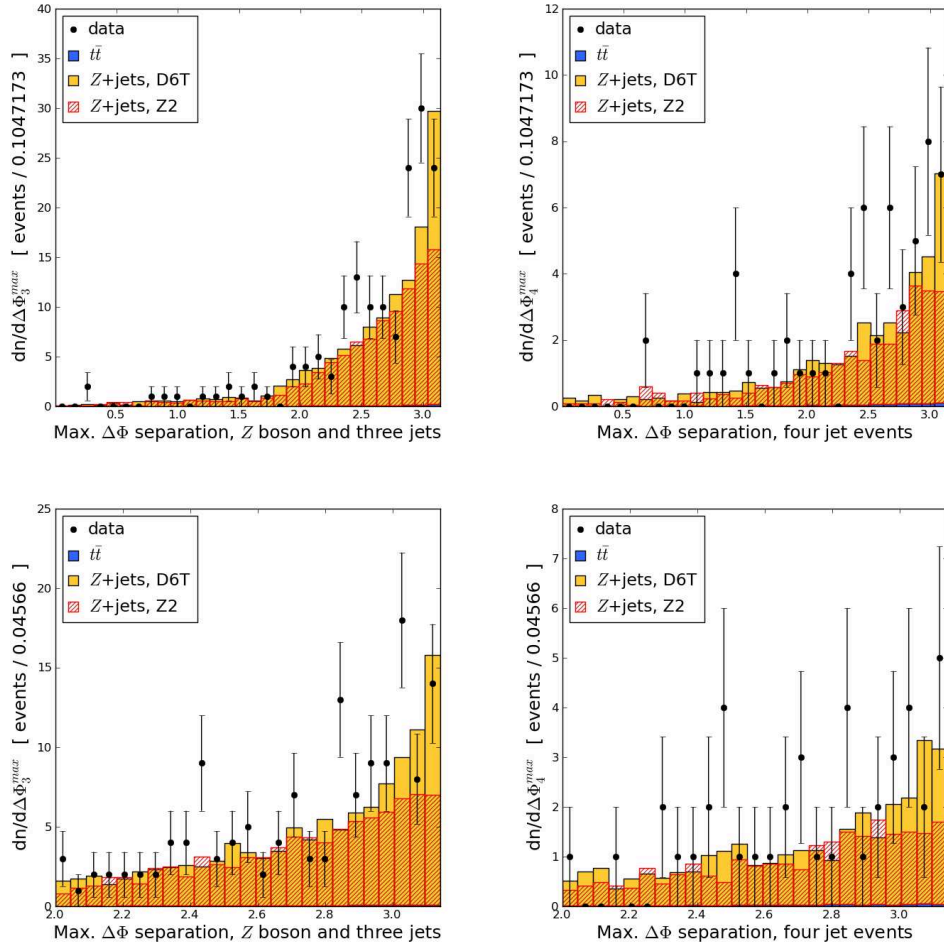 dn/dΔΦ₃ᵐᵃˣ [ events / 0.1047173
40
35
30
25
20
15
10
5
0
data
tt̄
Z+jets, D6T
Z+jets, Z2
0.5 1.0 1.5 2.0 2.5 3.0
Max. ΔΦ separation, Z boson and three jets
dn/dΔΦ₄ᵐᵃˣ [ events / 0.1047173 ]
12
10
8
6
4
2
0
data
tt̄
Z+jets, D6T
Z+jets, Z2
0.5 1.0 1.5 2.0 2.5 3.0
Max. ΔΦ separation, four jet events
dn/dΔΦ₃ᵐᵃˣ [ events / 0.04566 ]
25
20
15
10
5
0
data
tt̄
Z+jets, D6T
Z+jets, Z2
2.0 2.2 2.4 2.6 2.8 3.0
Max. ΔΦ separation, Z boson and three jets
dn/dΔΦ₄ᵐᵃˣ [ events / 0.04566 ]
8
7
6
5
4
3
2
1
0
data
tt̄
Z+jets, D6T
Z+jets, Z2
2.0 2.2 2.4 2.6 2.8 3.0
Max. ΔΦ separation, four jet events